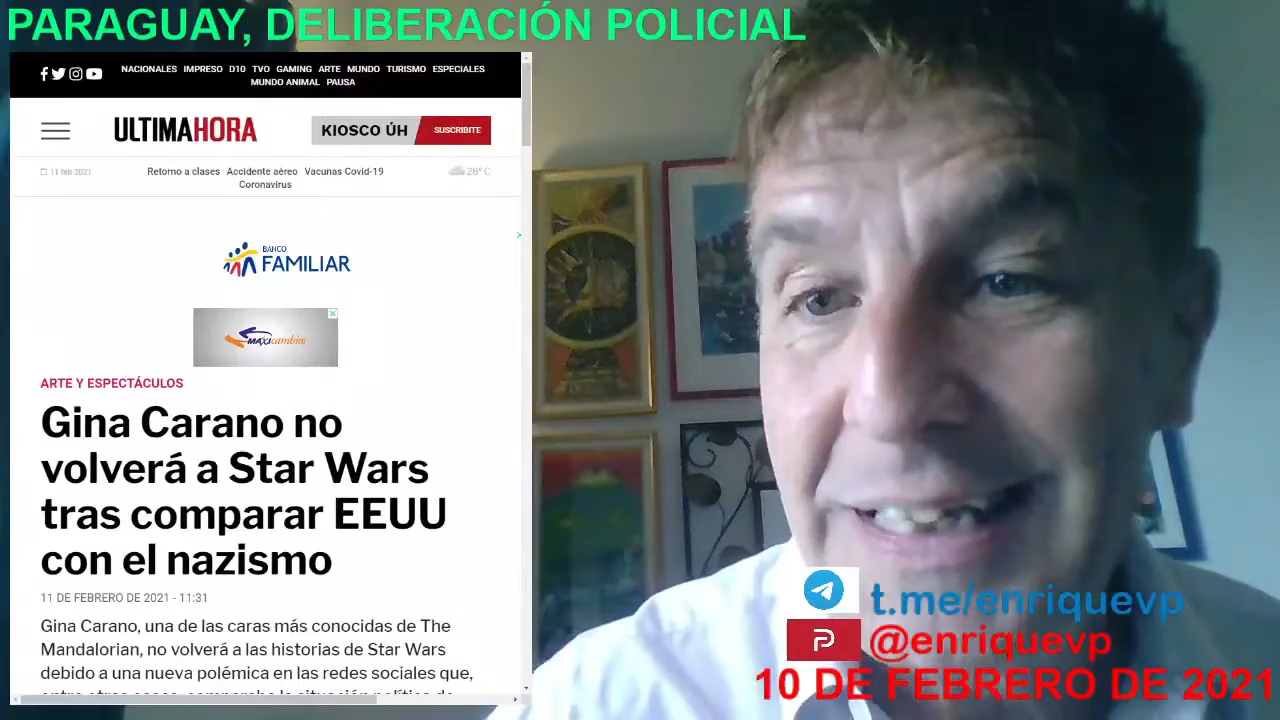 PARAGUAY, DELIBERACIÓN POLICIAL
NACIONALES IMPRESO D10 TVO GAMING ARTE MUNDO TURISMO ESPECIALES
MUNDO ANIMAL PAUSA
ULTIMAHORA
KIOSCO ÚH
SUSCRIBITE
11 feb 2021
Retorno a clases Accidente aéreo Vacunas Covid-19
Coronavirus
28° C
BANCO
FAMILIAR
MAXIcambios
ARTE Y ESPECTÁCULOS
Gina Carano no
volverá a Star Wars
tras comparar EEUU
con el nazismo
11 DE FEBRERO DE 2021 - 11:31
Gina Carano, una de las caras más conocidas de The
Mandalorian, no volverá a las historias de Star Wars
debido a una nueva polémica en las redes sociales que,
t.me/enriquevp
@enriquevp
10 DE FEBRERO DE 2021